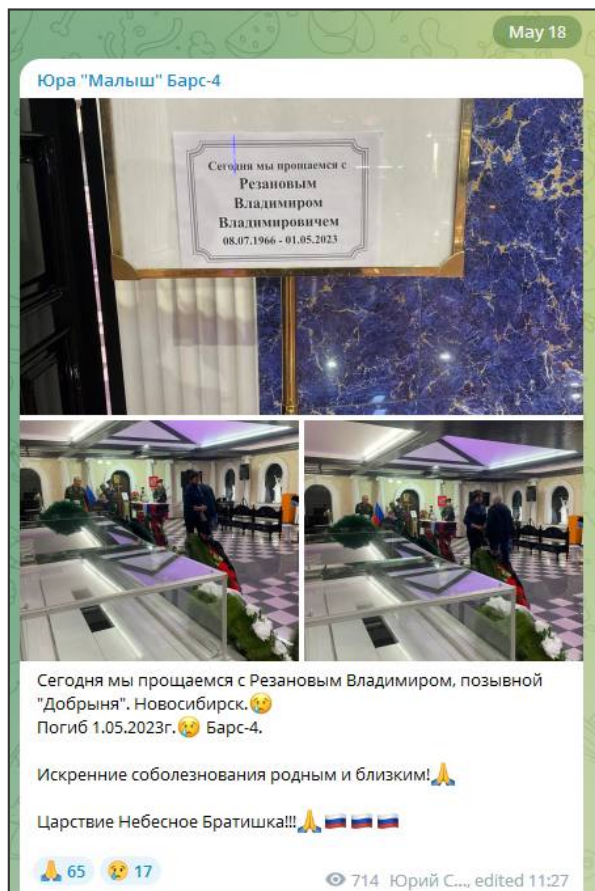 May 18
Юра "Малыш" Барс-4
Сегодня мы прощаемся с
Резановым
Владимиром
Владимировичем
08.07.1966 - 01.05.2023
Сегодня мы прощаемся с Резановым Владимиром, позывной
"Добрыня". Новосибирск.😢
Погиб 1.05.2023г.😢 Барс-4.
Искренние соболезнования родным и близким!🙏
Царствие Небесное Братишка!!!🙏🇷🇺🇷🇺🇷🇺
🙏 65 😢 17
714 Юрий С..., edited 11:27